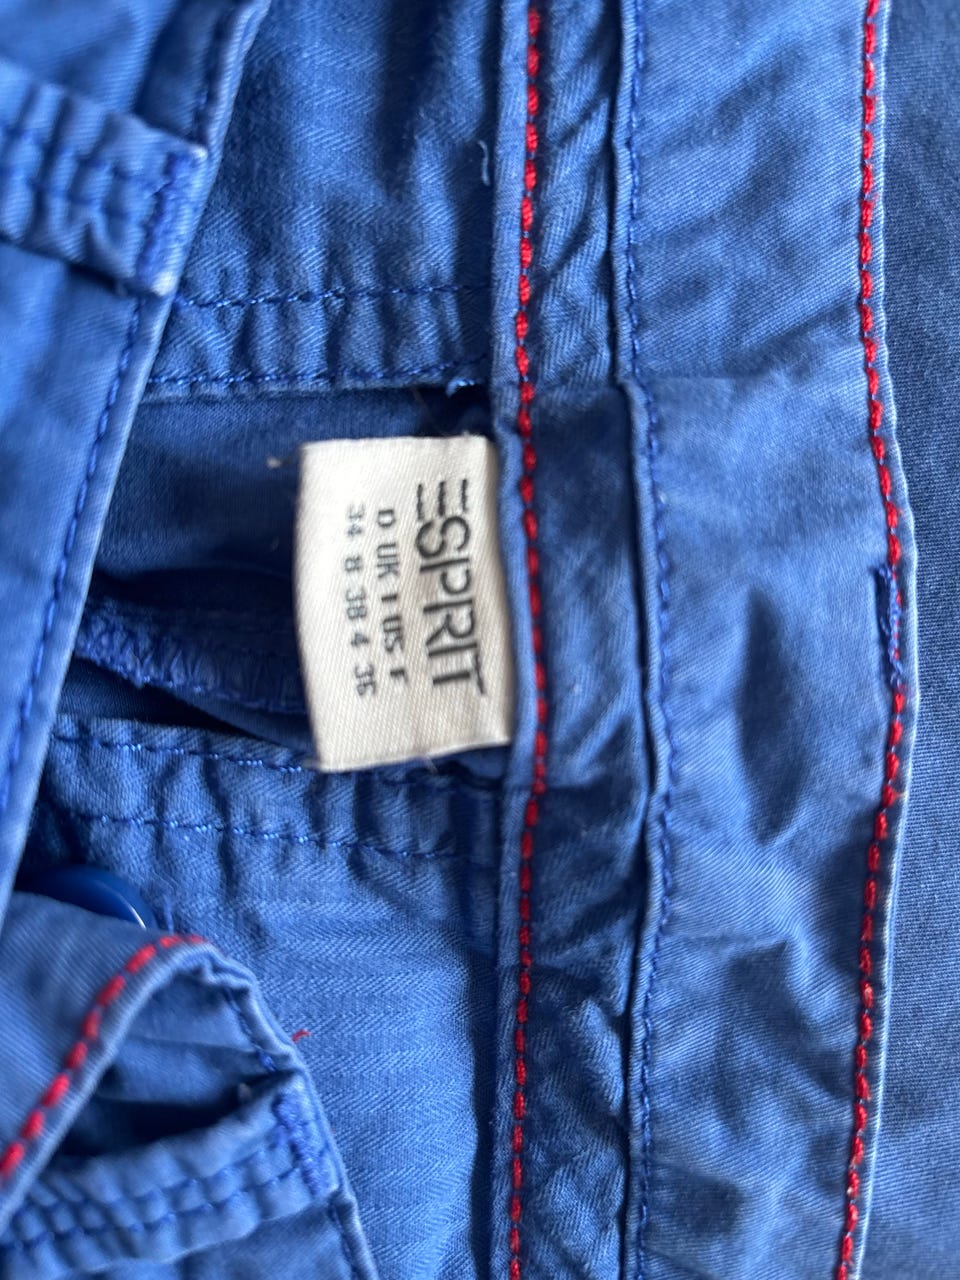 ESPRIT
D UK I US F
34 8 38 4 36